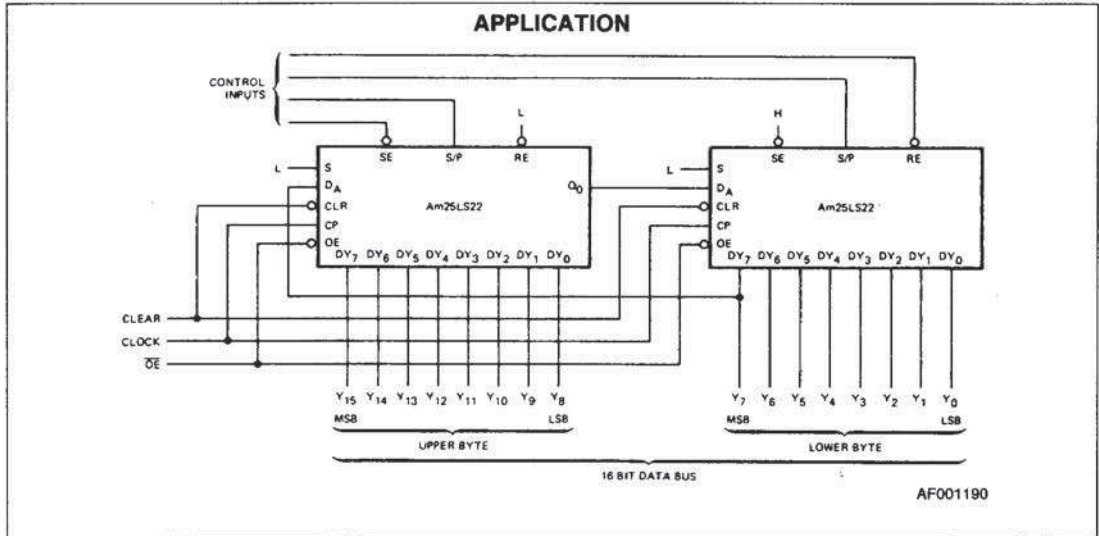 APPLICATION
CONTROL
INPUTS
L
H
SE S/P RE
SE S/P RE
L S
DA
CLR
CP
OE
Am25LS22
Q0
DY7 DY6 DY5 DY4 DY3 DY2 DY1 DY0
L S
DA
CLR
CP
OE
Am25LS22
DY7 DY6 DY5 DY4 DY3 DY2 DY1 DY0
CLEAR
CLOCK
OE
Y15 Y14 Y13 Y12 Y11 Y10 Y9 Y8
MSB LSB
UPPER BYTE
Y7 Y6 Y5 Y4 Y3 Y2 Y1 Y0
MSB LSB
LOWER BYTE
16 BIT DATA BUS
AF001190